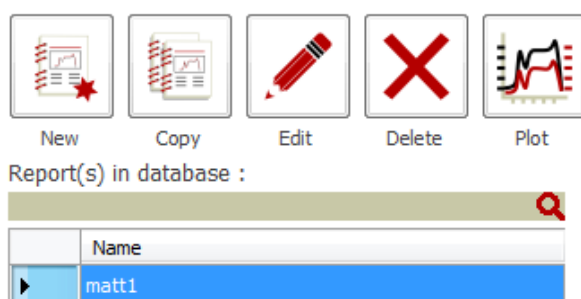 New Copy Edit Delete Plot
Report(s) in database :
Name
matt1